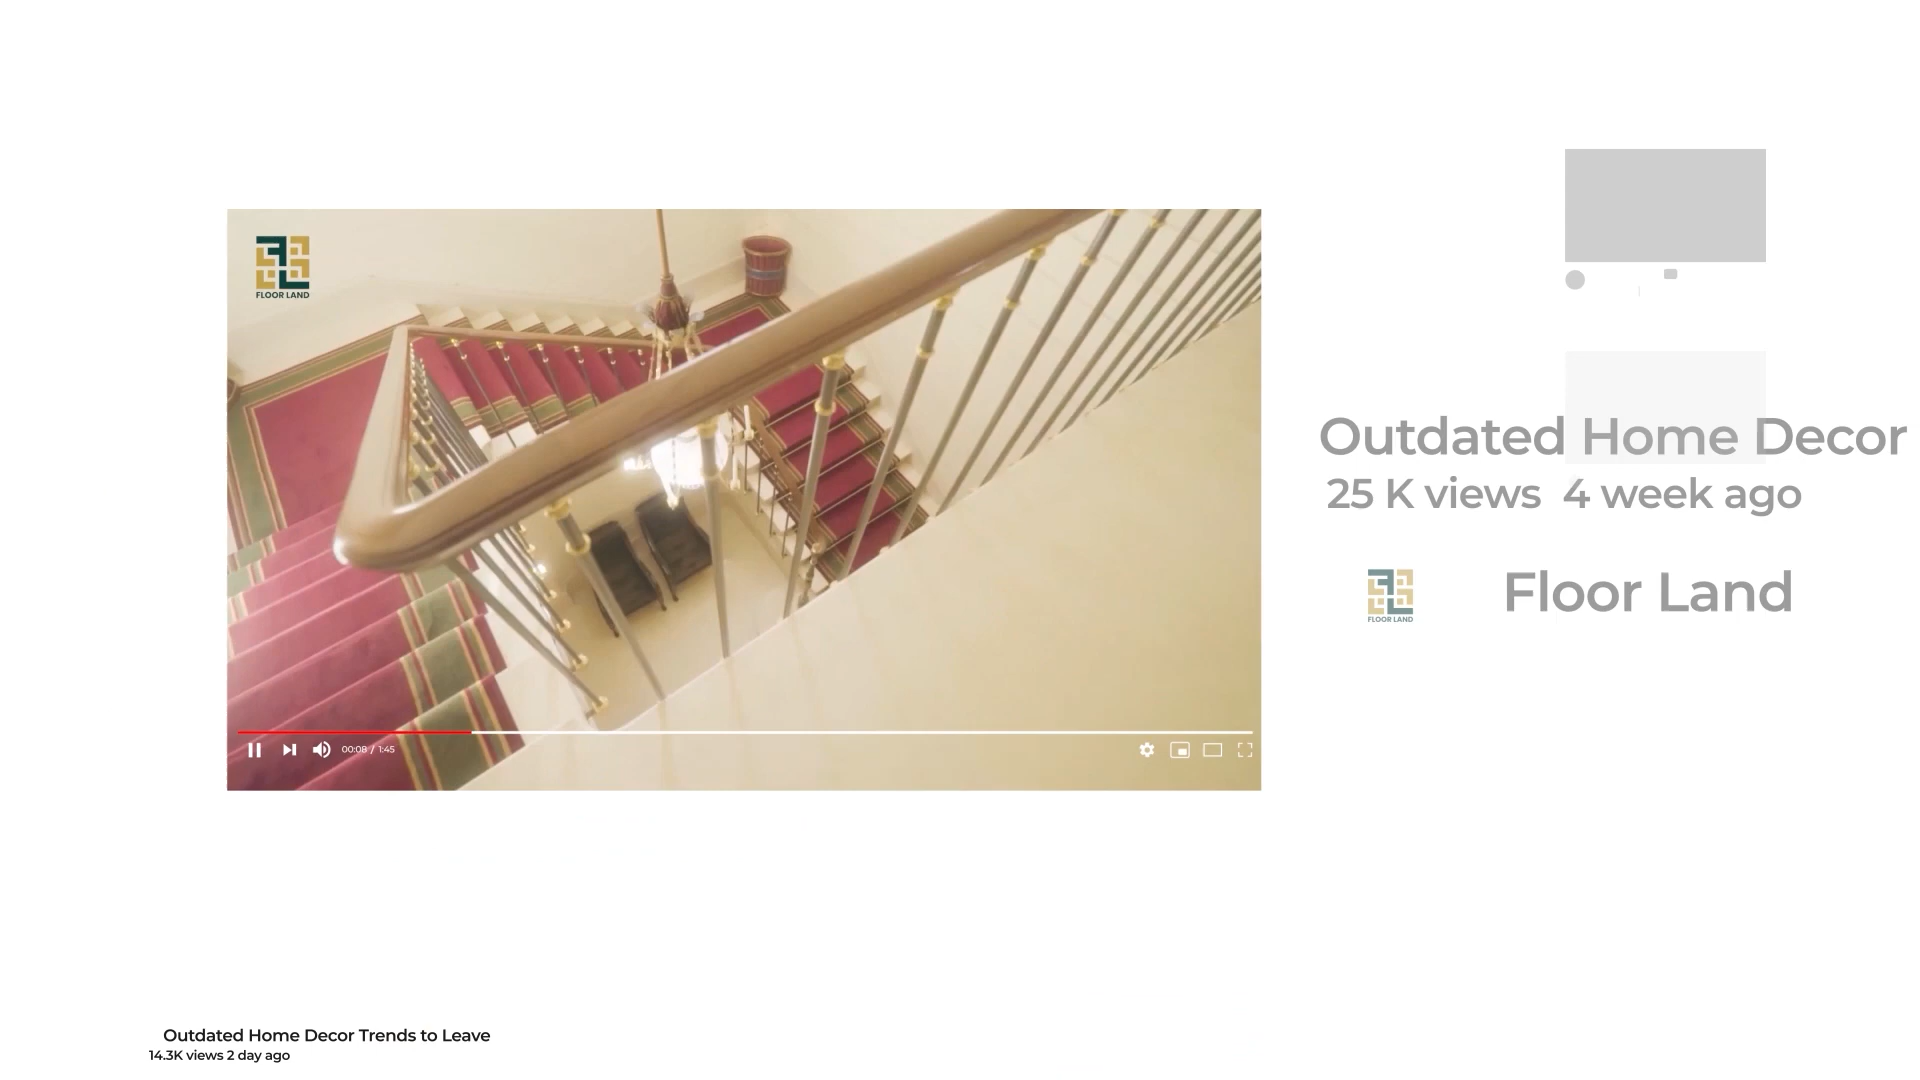 FLOOR LAND
00:08 / 1:45
Outdated Home Decor
25 K views 4 week ago
FLOOR LAND
Floor Land
Outdated Home Decor Trends to Leave
14.3K views 2 day ago